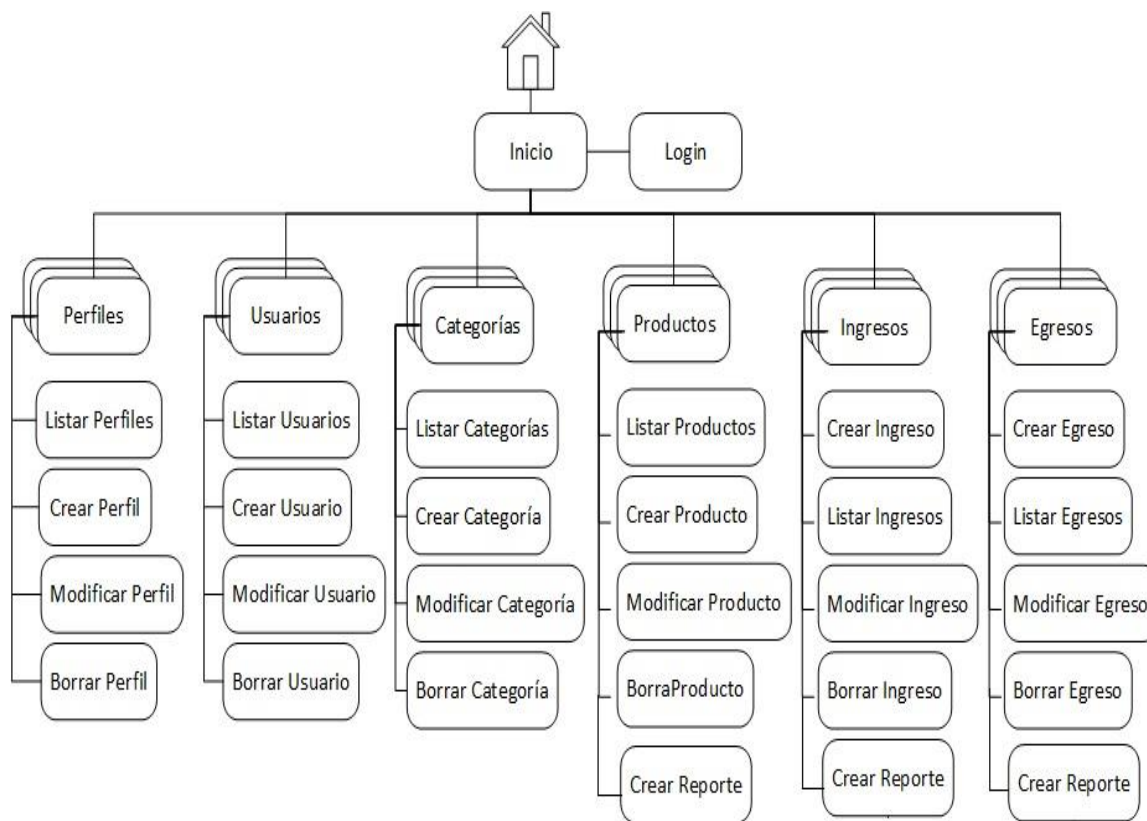 Inicio
Login
Perfiles
Usuarios
Categorías
Productos
Ingresos
Egresos
Listar Perfiles
Crear Perfil
Modificar Perfil
Borrar Perfil
Listar Usuarios
Crear Usuario
Modificar Usuario
Borrar Usuario
Listar Categorías
Crear Categoría
Modificar Categoría
Borrar Categoría
Listar Productos
Crear Producto
Modificar Producto
BorraProducto
Crear Reporte
Crear Ingreso
Listar Ingresos
Modificar Ingreso
Borrar Ingreso
Crear Reporte
Crear Egreso
Listar Egresos
Modificar Egreso
Borrar Egreso
Crear Reporte